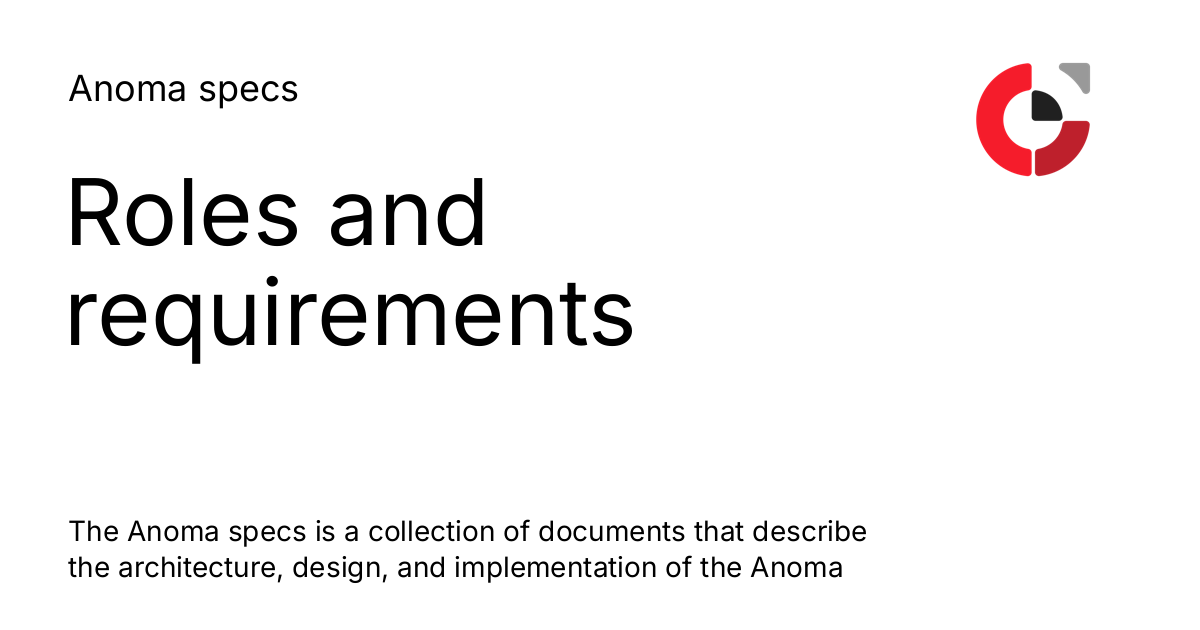 Anoma specs
Roles and
requirements
The Anoma specs is a collection of documents that describe
the architecture, design, and implementation of the Anoma